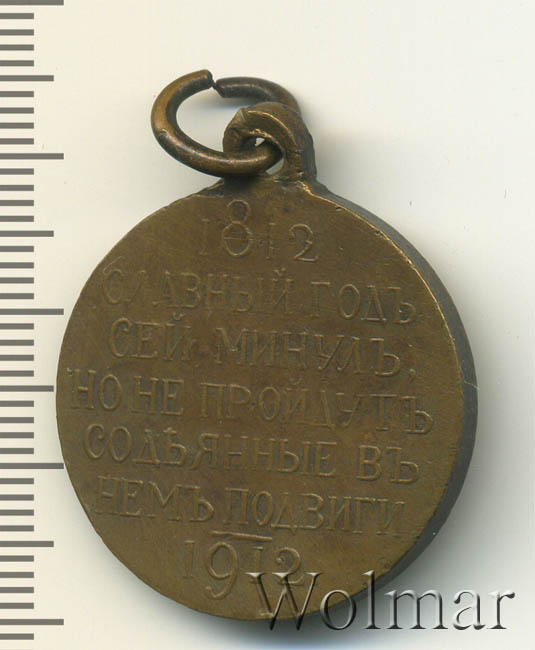 1812
СЛАВНЫЙ ГОДЪ
СЕЙ МИНУЛЪ,
НО НЕ ПРОЙДУТЪ
СОДѢЯННЫЕ ВЪ
НЕМЪ ПОДВИГИ
1912
Wolmar